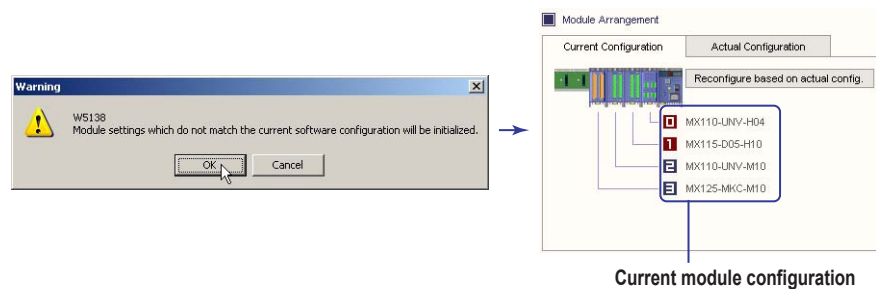 Warning
W5138
Module settings which do not match the current software configuration will be initialized.
OK
Cancel
Module Arrangement
Current Configuration
Actual Configuration
Reconfigure based on actual config.
0 MX110-UNV-H04
1 MX115-D05-H10
2 MX110-UNV-M10
3 MX125-MKC-M10
Current module configuration